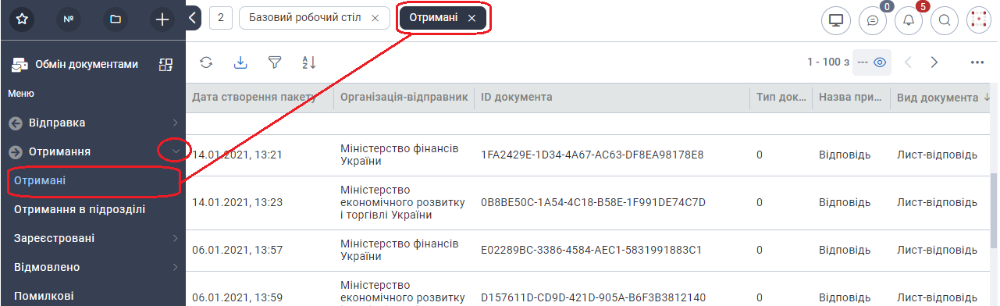 №
2
Базовий робочий стіл
Отримані
0
5
Обмін документами
1 - 100 з ---
Меню
Відправка
Отримання
Отримані
Отримання в підрозділі
Зареєстровані
Відмовлено
Помилкові
Дата створення пакету Організація-відправник ID документа Тип док... Назва при... Вид документа
14.01.2021, 13:21 Міністерство фінансів України 1FA2429E-1D34-4A67-AC63-DF8EA98178E8 0 Відповідь Лист-відповідь
14.01.2021, 13:23 Міністерство економічного розвитку і торгівлі України 0B8BE50C-1A54-4C18-B58E-1F991DE74C7D 0 Відповідь Лист-відповідь
06.01.2021, 13:57 Міністерство фінансів України E02289BC-3386-4584-AEC1-5831991883C1 0 Відповідь Лист-відповідь
06.01.2021, 13:59 Міністерство економічного розвитку D157611D-CD9D-421D-905A-B6F3B3812140 0 Відповідь Лист-відповідь